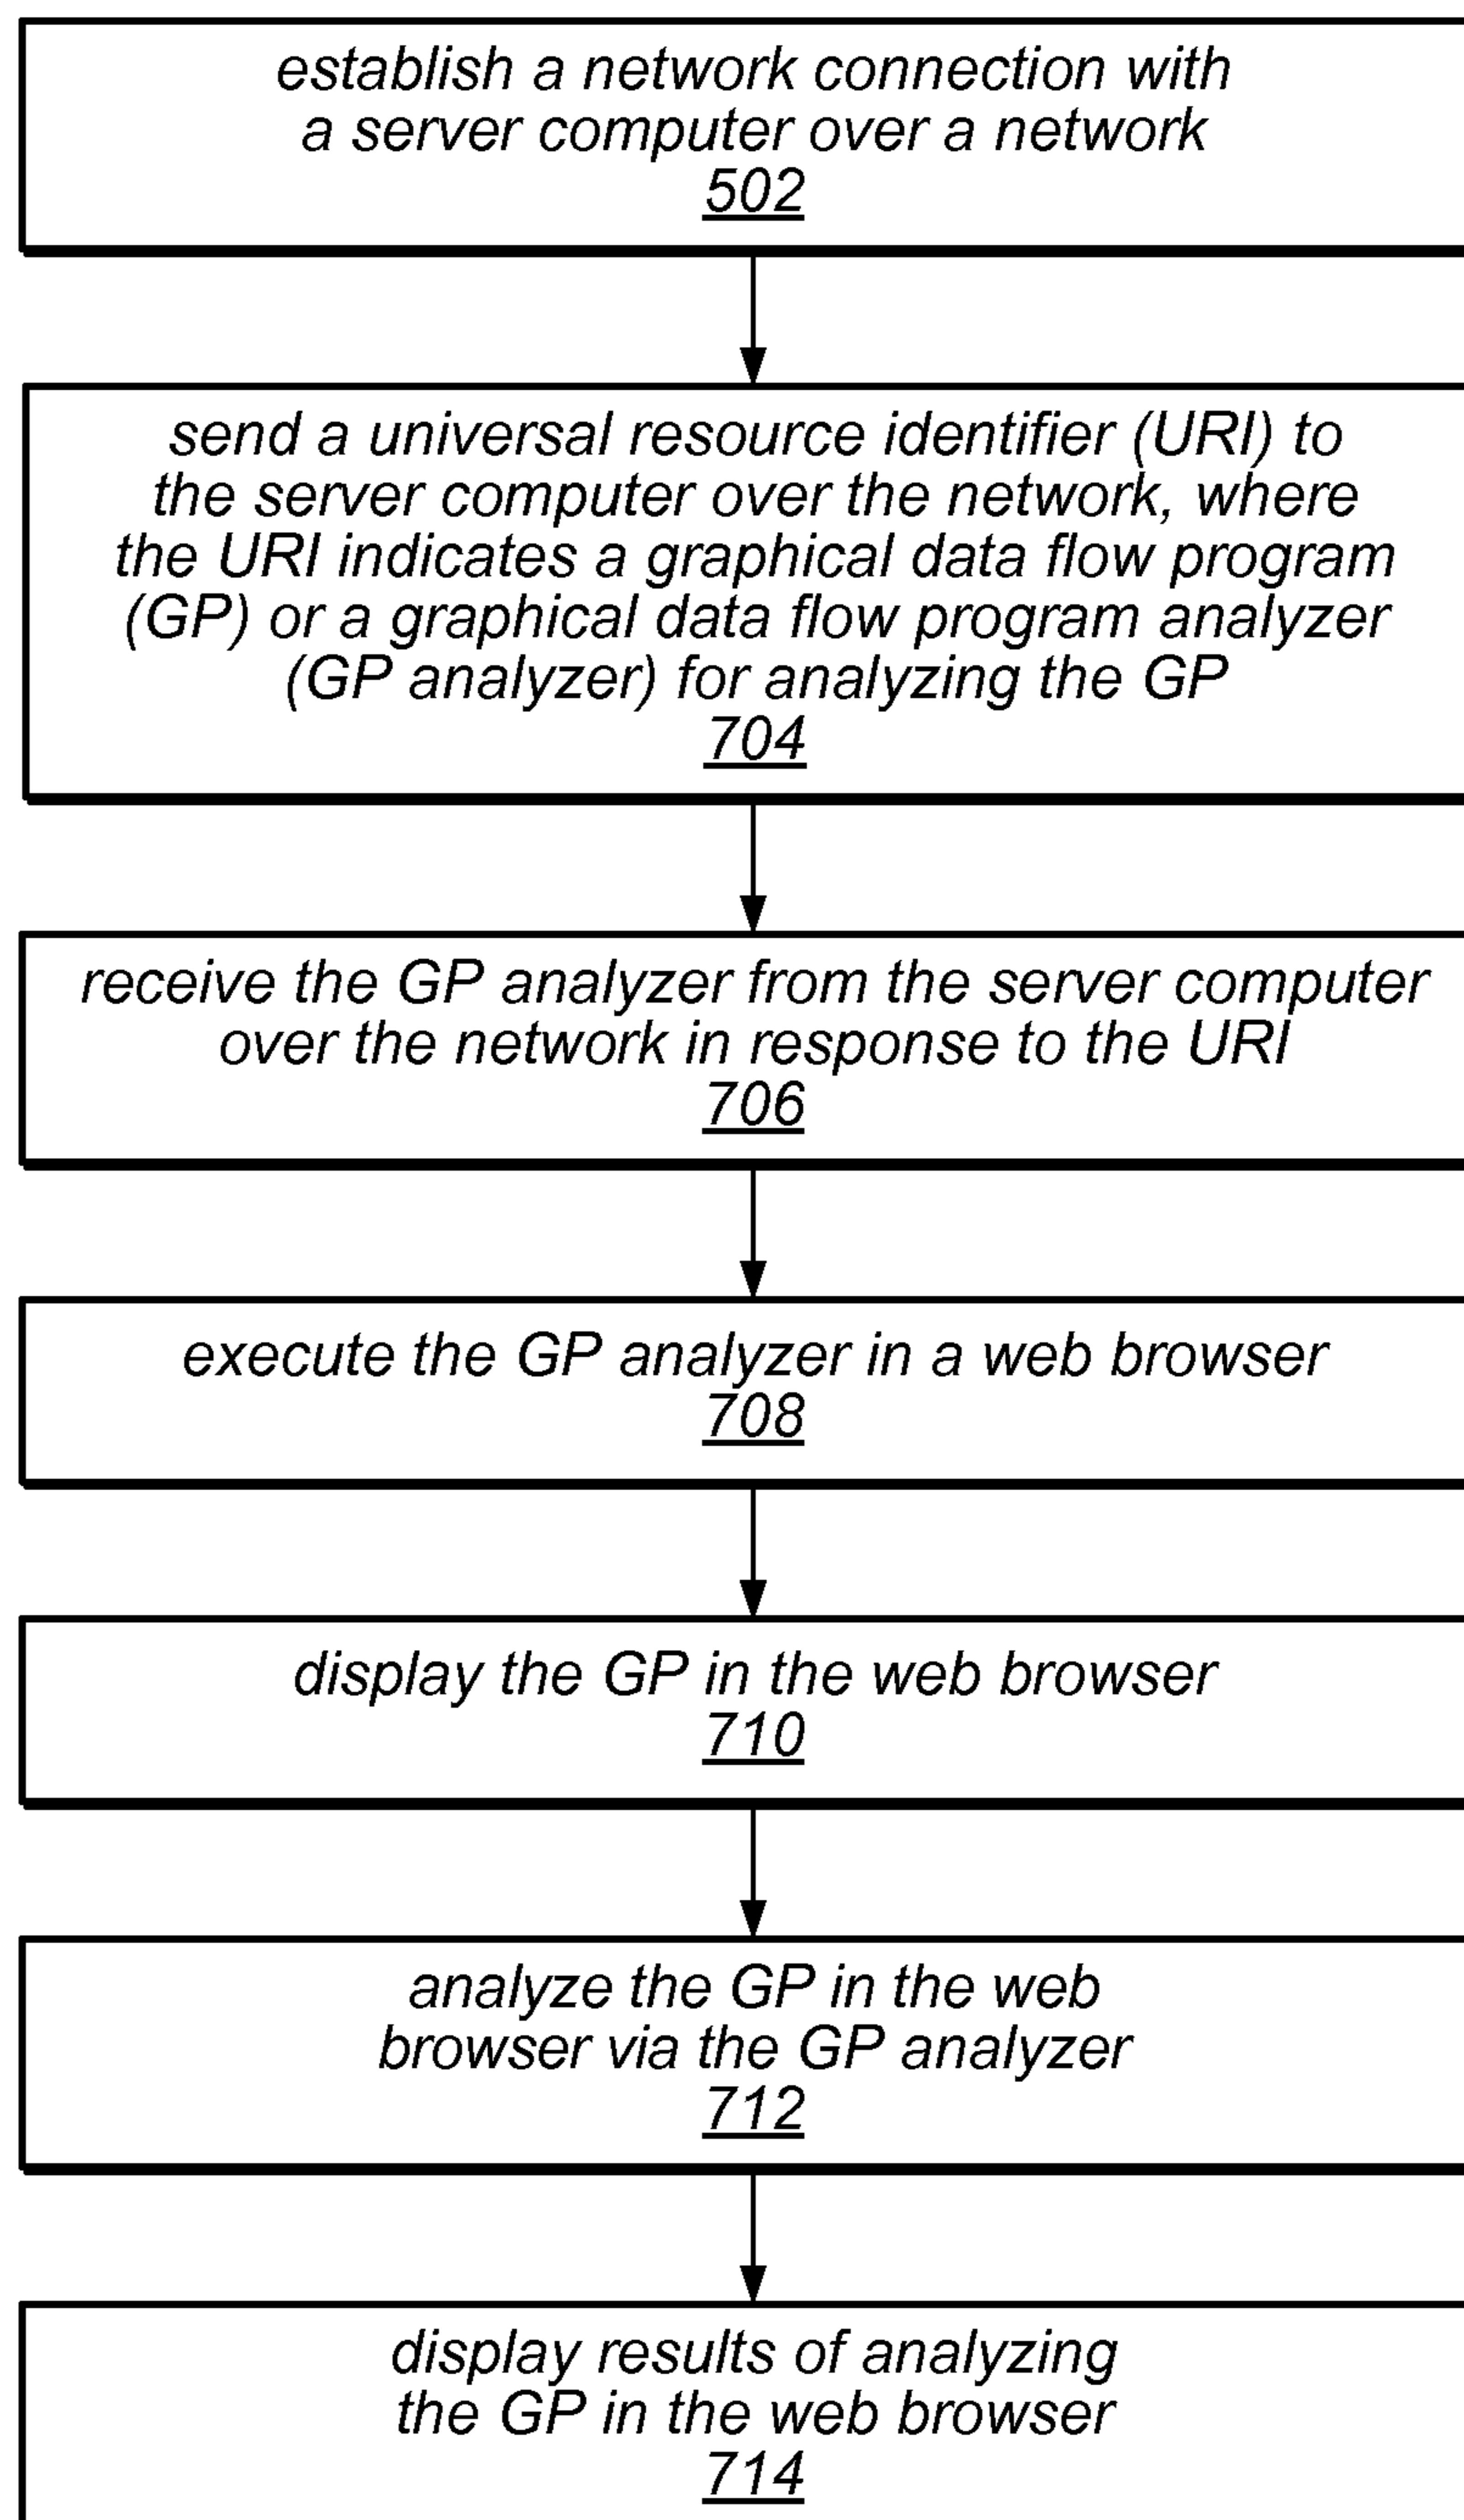 establish a network connection with
a server computer over a network
502
send a universal resource identifier (URI) to
the server computer over the network, where
the URI indicates a graphical data flow program
(GP) or a graphical data flow program analyzer
(GP analyzer) for analyzing the GP
704
receive the GP analyzer from the server computer
over the network in response to the URI
706
execute the GP analyzer in a web browser
708
display the GP in the web browser
710
analyze the GP in the web
browser via the GP analyzer
712
display results of analyzing
the GP in the web browser
714